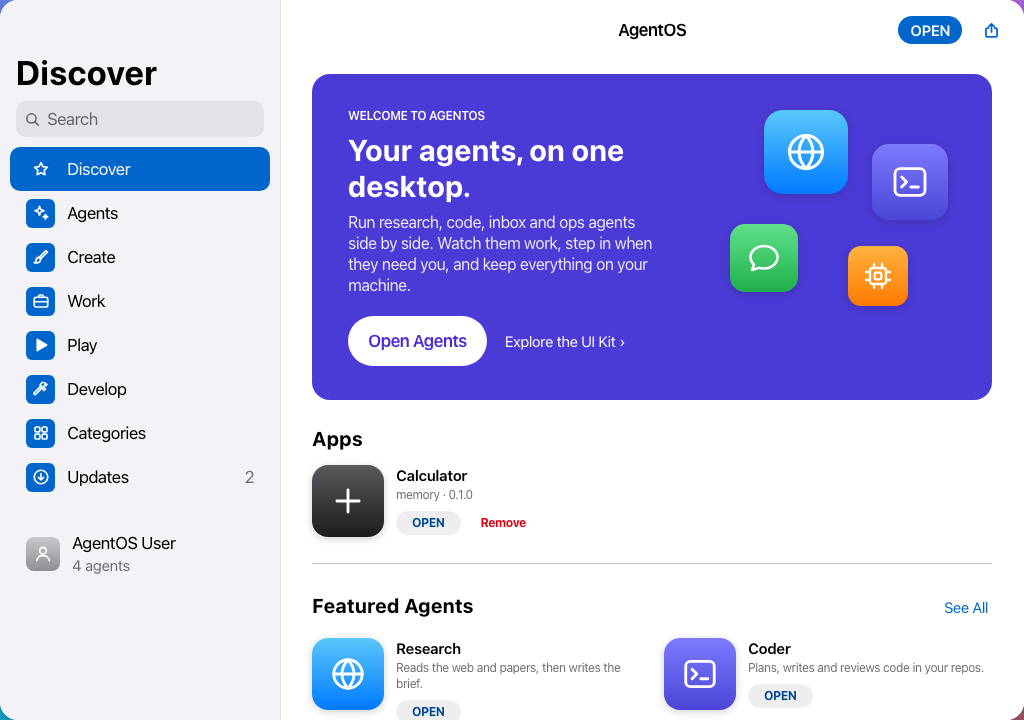 Discover
Search
Discover
Agents
Create
Work
Play
Develop
Categories
Updates 2
AgentOS User
4 agents
AgentOS
OPEN
WELCOME TO AGENTOS
Your agents, on one
desktop.
Run research, code, inbox and ops agents
side by side. Watch them work, step in when
they need you, and keep everything on your
machine.
Open Agents
Explore the UI Kit ›
Apps
Calculator
memory · 0.1.0
OPEN
Remove
Featured Agents
See All
Research
Reads the web and papers, then writes the
brief.
OPEN
Coder
Plans, writes and reviews code in your repos.
OPEN